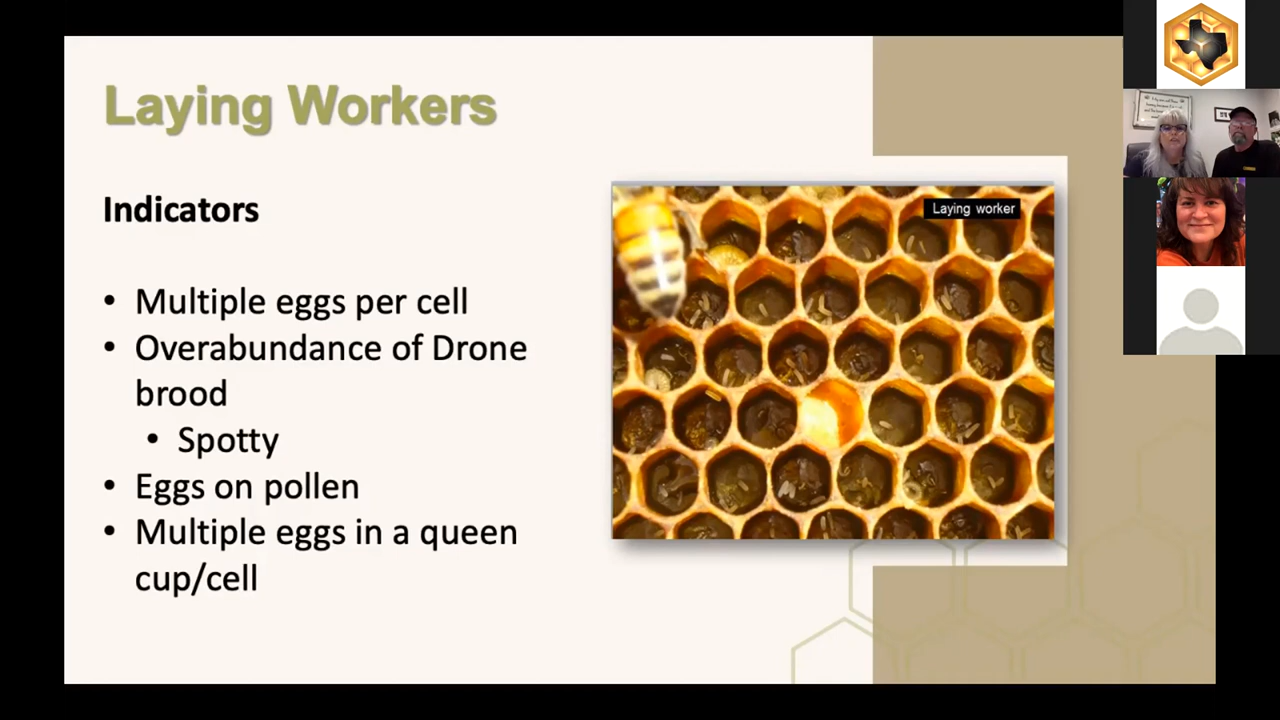 Laying Workers
Indicators
• Multiple eggs per cell
• Overabundance of Drone
brood
• Spotty
• Eggs on pollen
• Multiple eggs in a queen
cup/cell
Laying worker